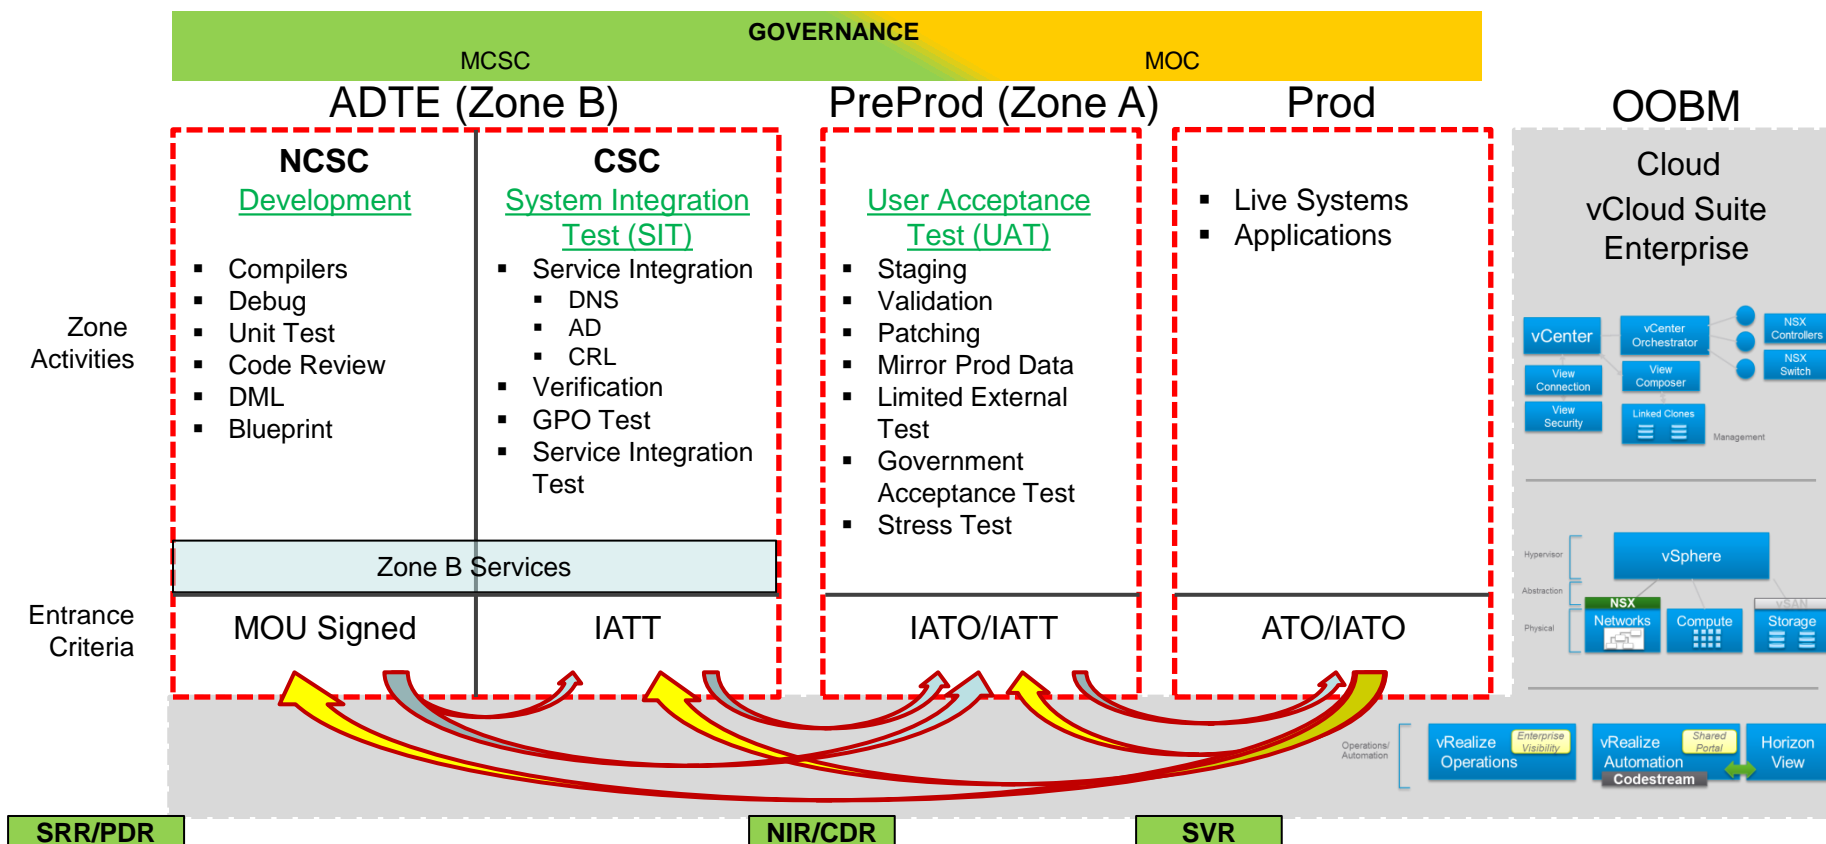 GOVERNANCE
MCSC
MOC
ADTE (Zone B)
PreProd (Zone A)
Prod
OOBM
NCSC
Development
CSC
System Integration
Test (SIT)
User Acceptance
Test (UAT)
Cloud
vCloud Suite
Enterprise
Zone
Activities
▪ Compilers
▪ Debug
▪ Unit Test
▪ Code Review
▪ DML
▪ Blueprint
▪ Service Integration
▪ DNS
▪ AD
▪ CRL
▪ Verification
▪ GPO Test
▪ Service Integration
Test
▪ Staging
▪ Validation
▪ Patching
▪ Mirror Prod Data
▪ Limited External
Test
▪ Government
Acceptance Test
▪ Stress Test
▪ Live Systems
▪ Applications
vCenter
vCenter
Orchestrator
NSX
Controllers
NSX
Switch
View
Connection
View
Composer
View
Security
Linked Clones
Management
Zone B Services
Entrance
Criteria
MOU Signed
IATT
IATO/IATT
ATO/IATO
Hypervisor
vSphere
Abstraction
Physical
NSX
Networks
Compute
vSAN
Storage
Operations/
Automation
vRealize
Operations
Enterprise
Visibility
vRealize
Automation
Shared
Portal
Codestream
Horizon
View
SRR/PDR
NIR/CDR
SVR